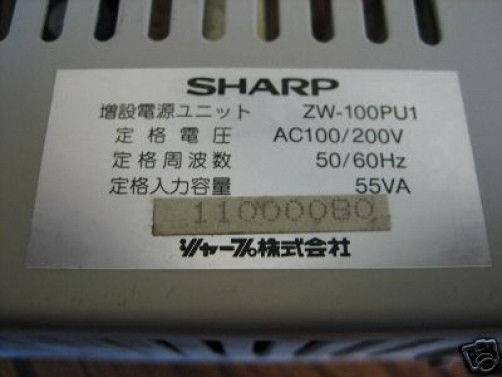 SHARP
増設電源ユニット ZW-100PU1
定格電圧 AC100/200V
定格周波数 50/60Hz
定格入力容量 55VA
11000080
シャープ株式会社